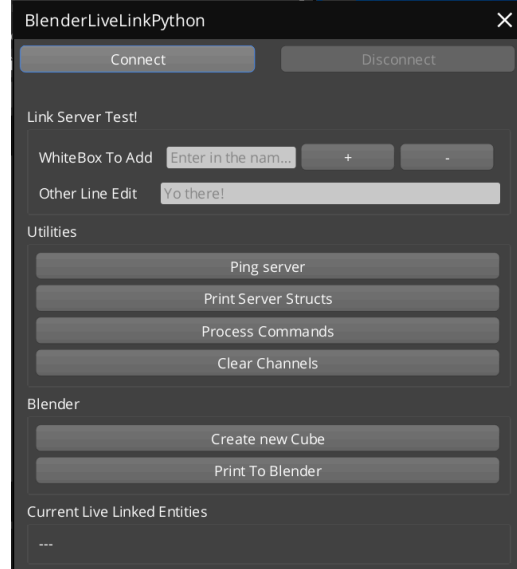 BlenderLiveLinkPython
Connect Disconnect
Link Server Test!
WhiteBox To Add Enter in the nam... + -
Other Line Edit Yo there!
Utilities
Ping server
Print Server Structs
Process Commands
Clear Channels
Blender
Create new Cube
Print To Blender
Current Live Linked Entities
---